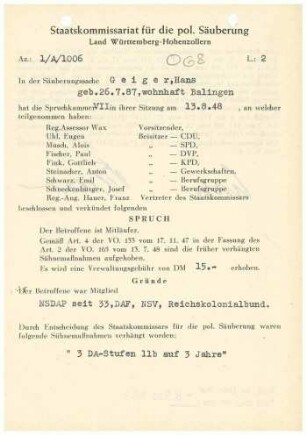 Staatskommissariat für die pol. Säuberung
Land Württemberg-Hohenzollern
Az.: 1/A/1006
068
L.: 2
In der Säuberungssache G e i g e r , Hans
geb.26.7.87, wohnhaft Balingen
hat die Spruchkammer VII in ihrer Sitzung am 13.8.48 , an welcher
teilgenommen haben:
Reg.Assessor Wax Vorsitzender,
Uhl, Eugen Beisitzer — CDU,
Munch, Alois „ — SPD,
Fischer, Paul „ — DVP,
Fink, Gottlieb „ — KPD,
Steinacher, Anton „ — Gewerkschaften,
Schwarz, Emil „ — Berufsgruppe
Schneckenburger, Josef „ — Berufsgruppe
Reg.-Ang. Hauer, Franz Vertreter des Staatskommissars
beschlossen und verkündet folgenden
SPRUCH
Der Betroffene ist Mitläufer.
Gemäß Art. 4 der VO 133 vom 17. 11. 47 in der Fassung des
Art. 2 der VO 165 vom 13. 7. 48 sind die früher verhängten
Sühnemaßnahmen aufgehoben.
Es wird eine Verwaltungsgebühr von DM 15.- erhoben.
Gründe
Betroffene war Mitglied
NSDAP seit 33,DAF, NSV, Reichskolonialbund.
Durch Entscheidung des Staatskommissars für die pol. Säuberung waren
folgende Sühnemaßnahmen verhängt worden:
" 3 DA-Stufen 11b auf 3 Jahre"